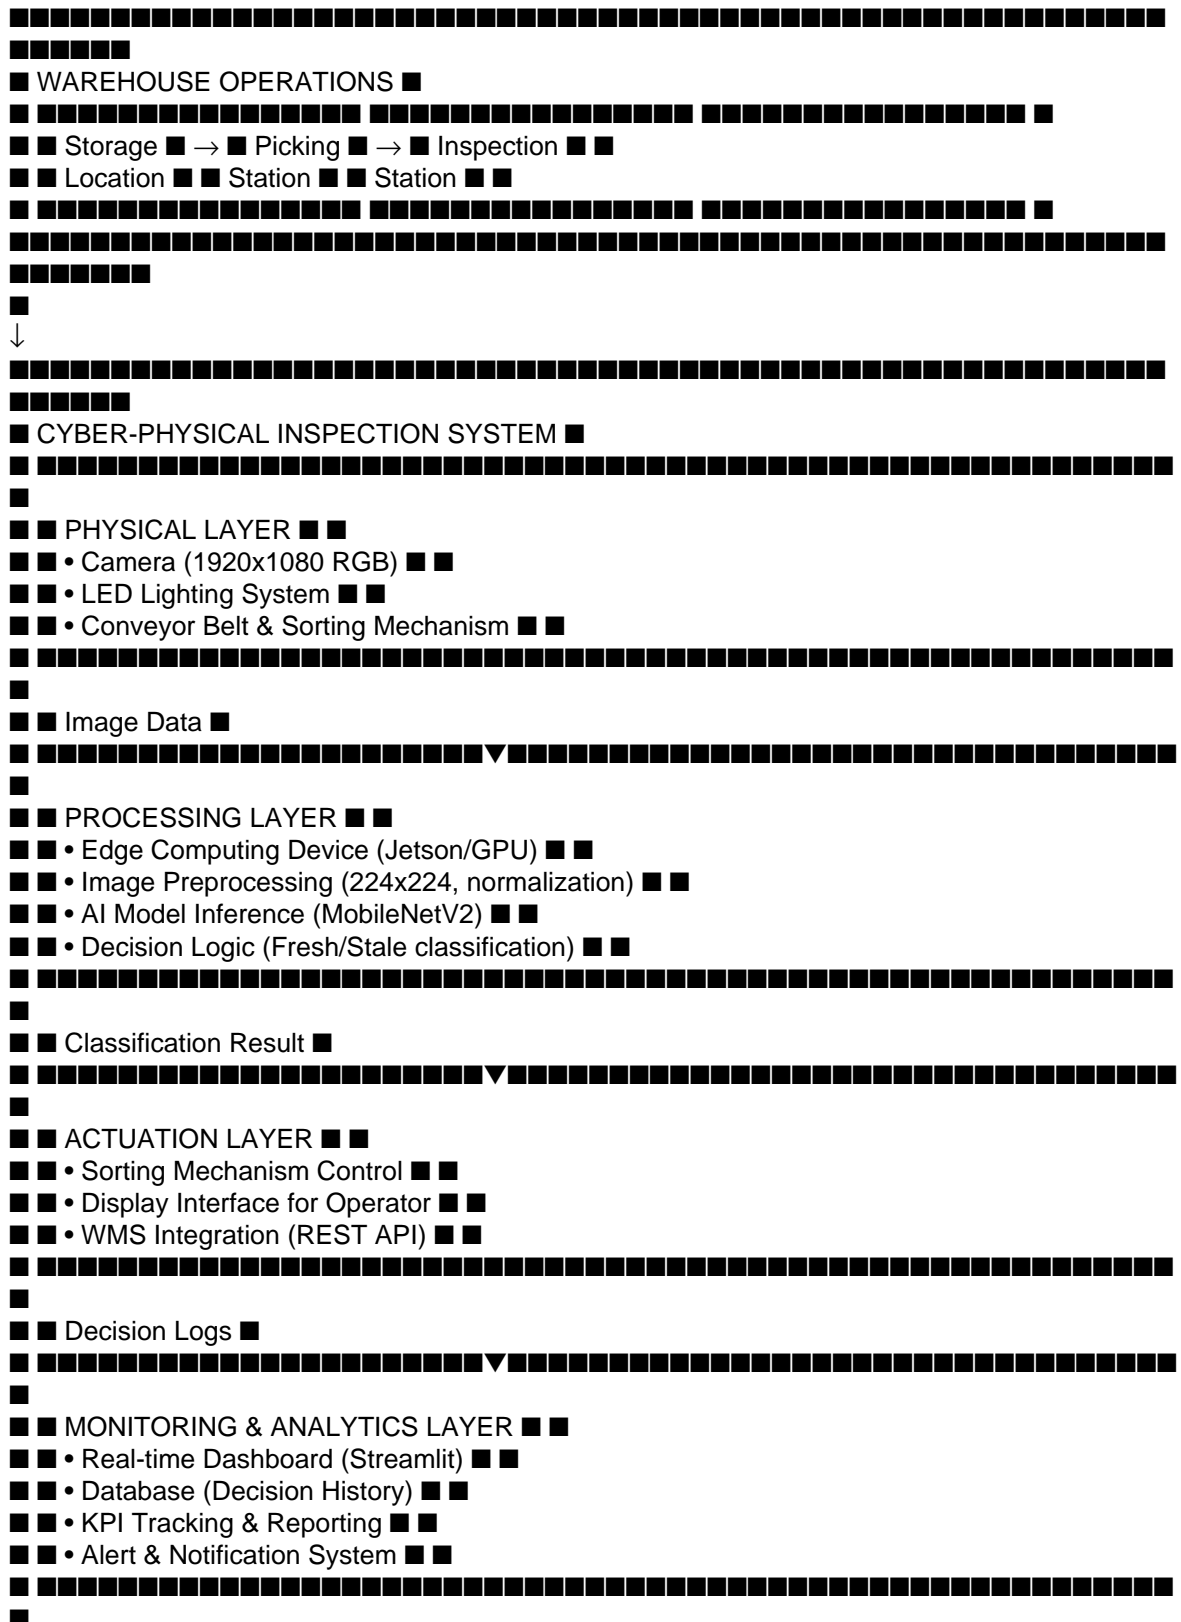 ■■■■■■■■■■■■■■■■■■■■■■■■■■■■■■■■■■■■■■■■■■■■■■■■■■■■■■■■■
■■■■■■
■ WAREHOUSE OPERATIONS ■
■ ■■■■■■■■■■■■■■■■ ■■■■■■■■■■■■■■■■ ■■■■■■■■■■■■■■■■ ■
■ ■ Storage ■ → ■ Picking ■ → ■ Inspection ■ ■
■ ■ Location ■ ■ Station ■ ■ Station ■ ■
■ ■■■■■■■■■■■■■■■■ ■■■■■■■■■■■■■■■■ ■■■■■■■■■■■■■■■■ ■
■■■■■■■■■■■■■■■■■■■■■■■■■■■■■■■■■■■■■■■■■■■■■■■■■■■■■■■■■
■■■■■■■
■
↓
■■■■■■■■■■■■■■■■■■■■■■■■■■■■■■■■■■■■■■■■■■■■■■■■■■■■■■■■■
■■■■■■
■ CYBER-PHYSICAL INSPECTION SYSTEM ■
■ ■■■■■■■■■■■■■■■■■■■■■■■■■■■■■■■■■■■■■■■■■■■■■■■■■■■■■■■■
■
■ ■ PHYSICAL LAYER ■ ■
■ ■ • Camera (1920x1080 RGB) ■ ■
■ ■ • LED Lighting System ■ ■
■ ■ • Conveyor Belt & Sorting Mechanism ■ ■
■ ■■■■■■■■■■■■■■■■■■■■■■■■■■■■■■■■■■■■■■■■■■■■■■■■■■■■■■■■
■
■ ■ Image Data ■
■ ■■■■■■■■■■■■■■■■■■■■■■▼■■■■■■■■■■■■■■■■■■■■■■■■■■■■■■■■■
■
■ ■ PROCESSING LAYER ■ ■
■ ■ • Edge Computing Device (Jetson/GPU) ■ ■
■ ■ • Image Preprocessing (224x224, normalization) ■ ■
■ ■ • AI Model Inference (MobileNetV2) ■ ■
■ ■ • Decision Logic (Fresh/Stale classification) ■ ■
■ ■■■■■■■■■■■■■■■■■■■■■■■■■■■■■■■■■■■■■■■■■■■■■■■■■■■■■■■■
■
■ ■ Classification Result ■
■ ■■■■■■■■■■■■■■■■■■■■■■▼■■■■■■■■■■■■■■■■■■■■■■■■■■■■■■■■■
■
■ ■ ACTUATION LAYER ■ ■
■ ■ • Sorting Mechanism Control ■ ■
■ ■ • Display Interface for Operator ■ ■
■ ■ • WMS Integration (REST API) ■ ■
■ ■■■■■■■■■■■■■■■■■■■■■■■■■■■■■■■■■■■■■■■■■■■■■■■■■■■■■■■■
■
■ ■ Decision Logs ■
■ ■■■■■■■■■■■■■■■■■■■■■■▼■■■■■■■■■■■■■■■■■■■■■■■■■■■■■■■■■
■
■ ■ MONITORING & ANALYTICS LAYER ■ ■
■ ■ • Real-time Dashboard (Streamlit) ■ ■
■ ■ • Database (Decision History) ■ ■
■ ■ • KPI Tracking & Reporting ■ ■
■ ■ • Alert & Notification System ■ ■
■ ■■■■■■■■■■■■■■■■■■■■■■■■■■■■■■■■■■■■■■■■■■■■■■■■■■■■■■■■
■